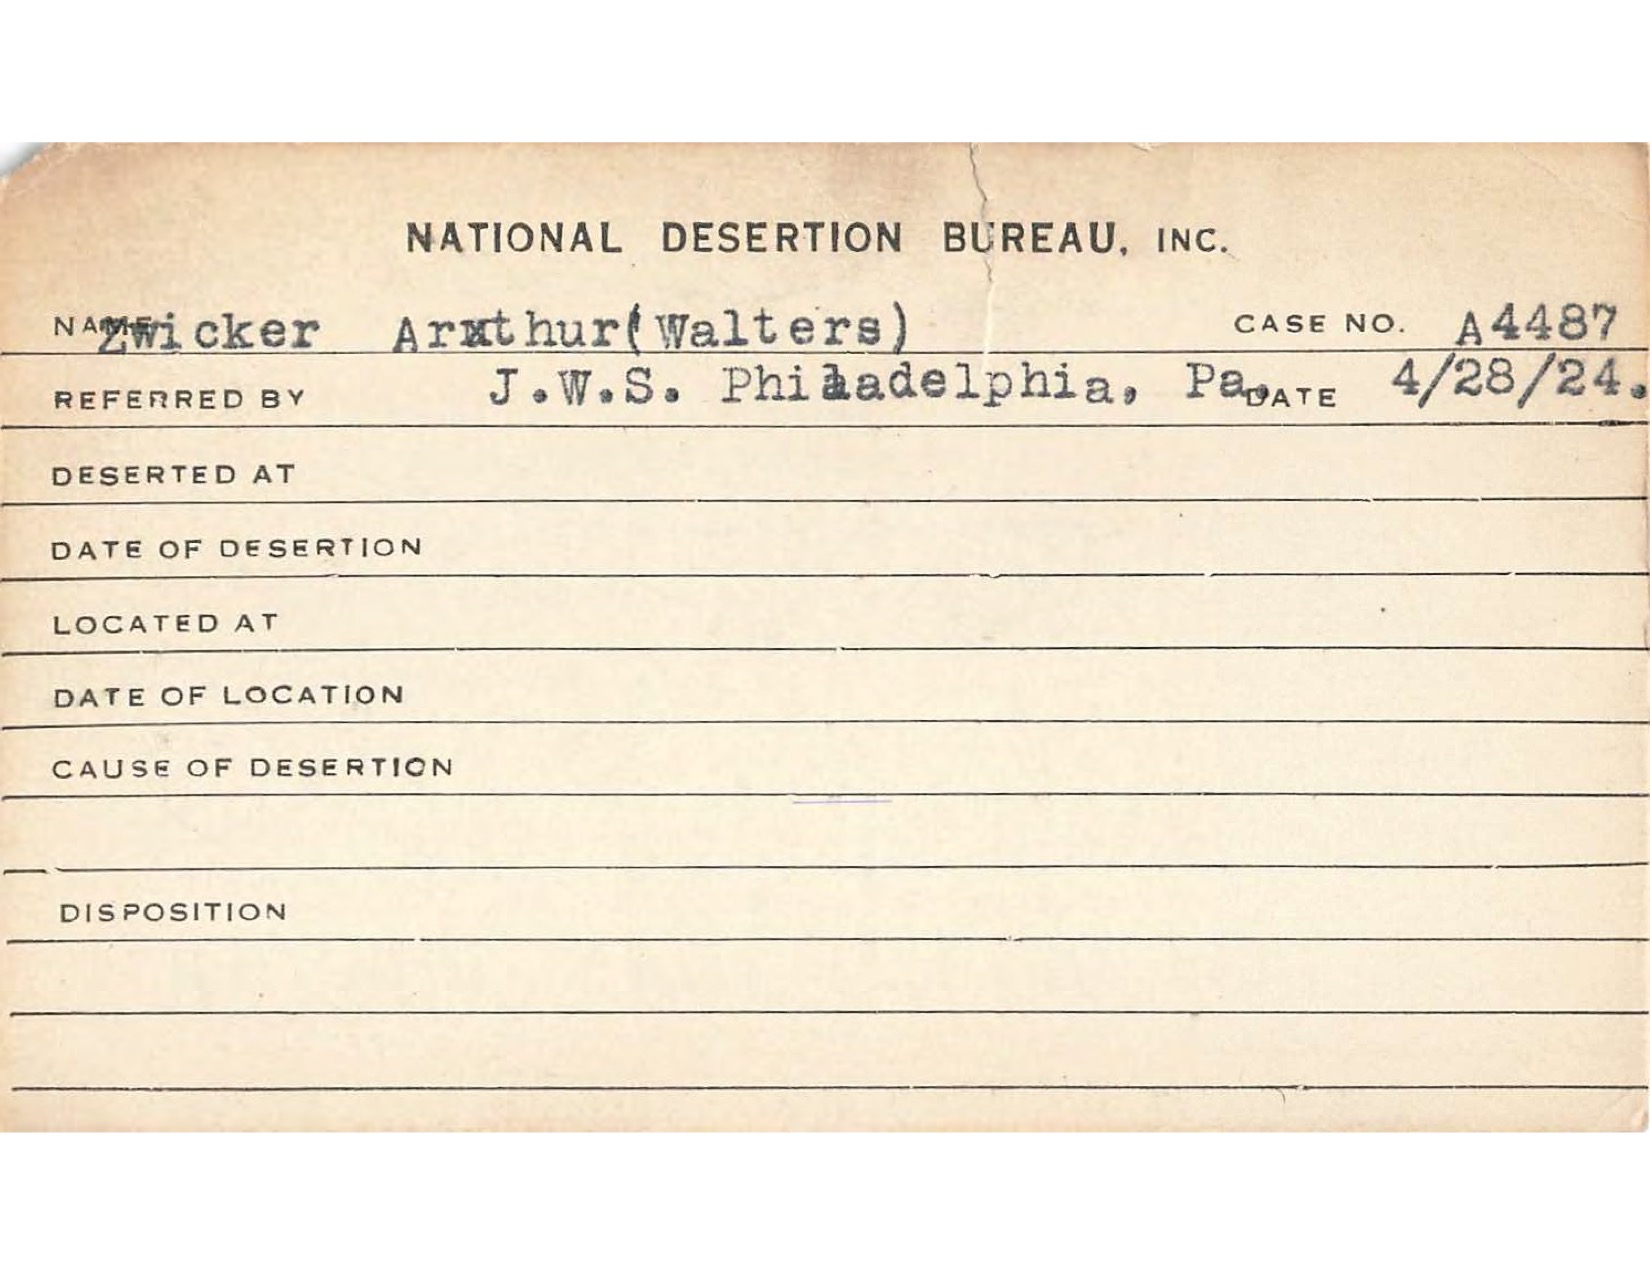 NATIONAL DESERTION BUREAU, INC.
NAME Zwicker Arxthur(Walters) CASE NO. A4487
REFERRED BY J.W.S. Philadelphia, Pa. DATE 4/28/24.
DESERTED AT
DATE OF DESERTION
LOCATED AT
DATE OF LOCATION
CAUSE OF DESERTION
DISPOSITION